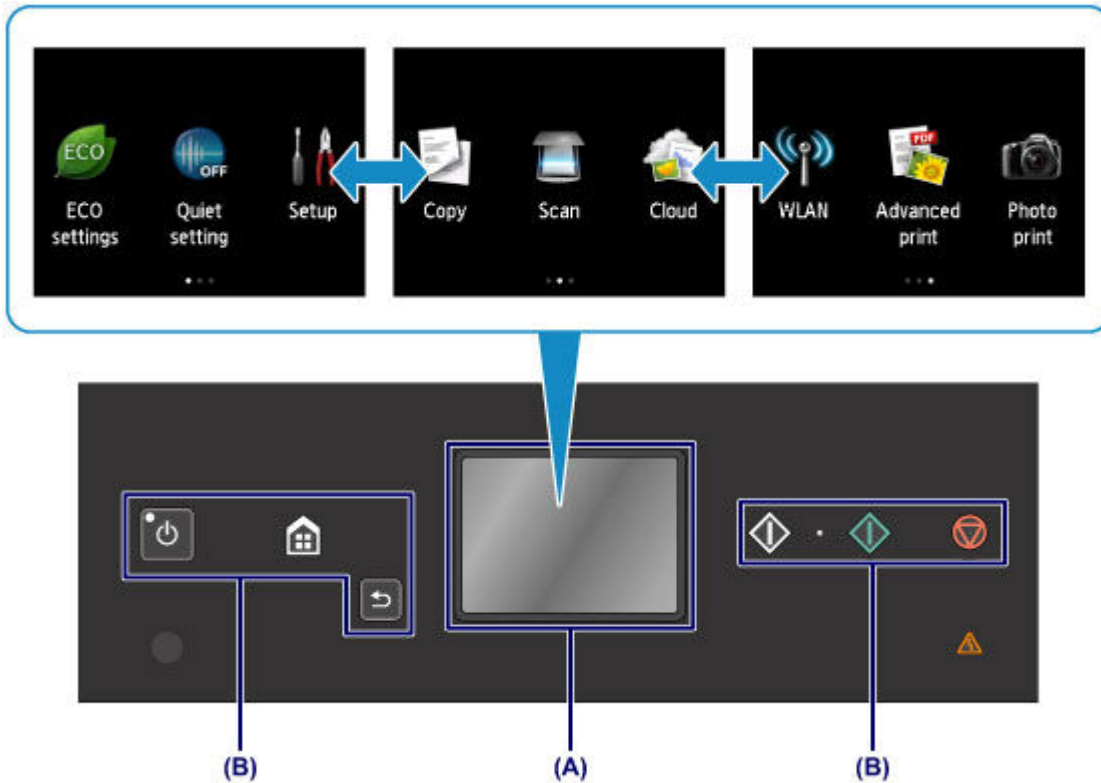 ECO
OFF
PDF
ECO
settings
Quiet
setting
Setup
Copy
Scan
Cloud
WLAN
Advanced
print
Photo
print
(B)
(A)
(B)